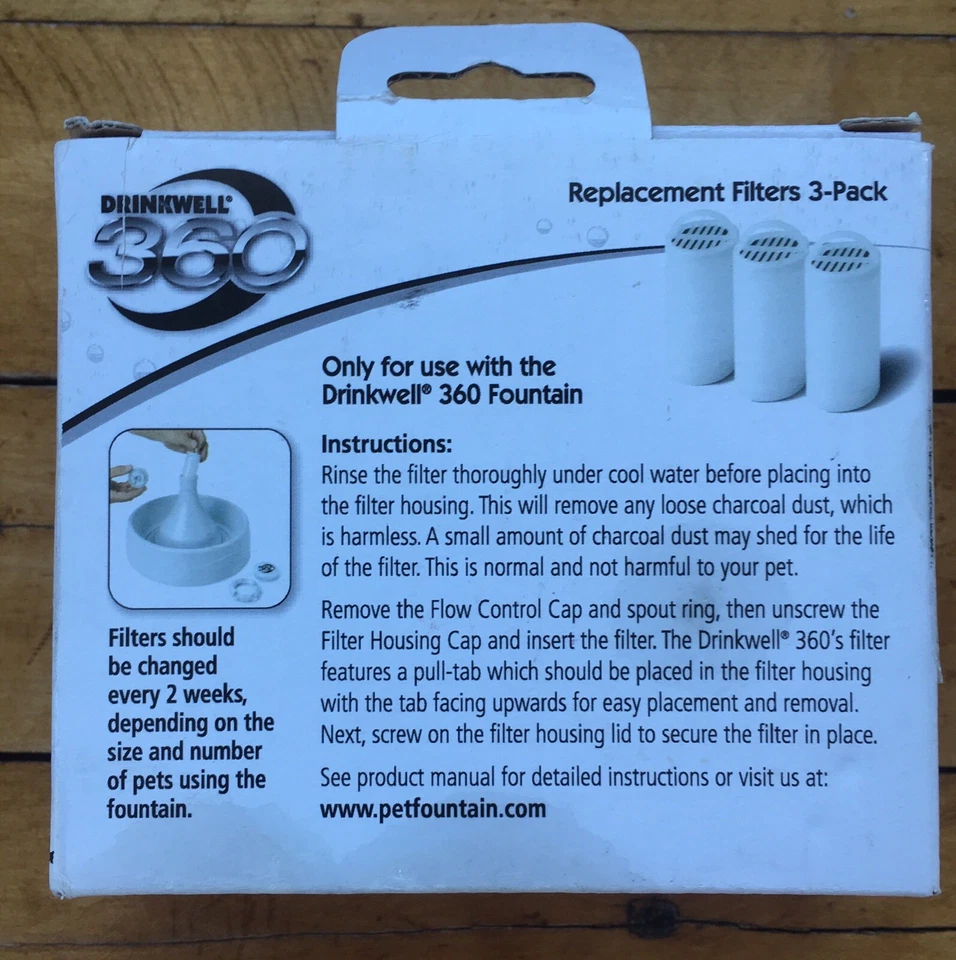 DRINKWELL®
360
Replacement Filters 3-Pack
Only for use with the
Drinkwell® 360 Fountain
Instructions:
Rinse the filter thoroughly under cool water before placing into
the filter housing. This will remove any loose charcoal dust, which
is harmless. A small amount of charcoal dust may shed for the life
of the filter. This is normal and not harmful to your pet.
Remove the Flow Control Cap and spout ring, then unscrew the
Filter Housing Cap and insert the filter. The Drinkwell® 360's filter
features a pull-tab which should be placed in the filter housing
with the tab facing upwards for easy placement and removal.
Next, screw on the filter housing lid to secure the filter in place.
See product manual for detailed instructions or visit us at:
www.petfountain.com
Filters should
be changed
every 2 weeks,
depending on the
size and number
of pets using the
fountain.